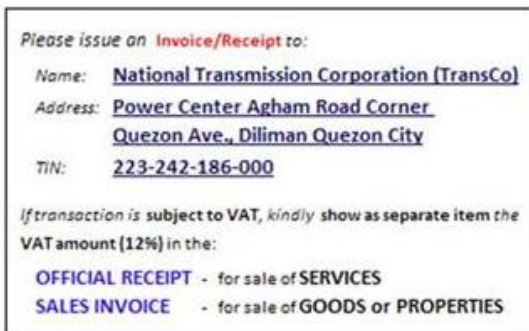 Please issue an Invoice/Receipt to:
Name: National Transmission Corporation (TransCo)
Address: Power Center Agham Road Corner
Quezon Ave., Diliman Quezon City
TIN: 223-242-186-000
If transaction is subject to VAT, kindly show as separate item the
VAT amount (12%) in the:
OFFICIAL RECEIPT - for sale of SERVICES
SALES INVOICE - for sale of GOODS or PROPERTIES